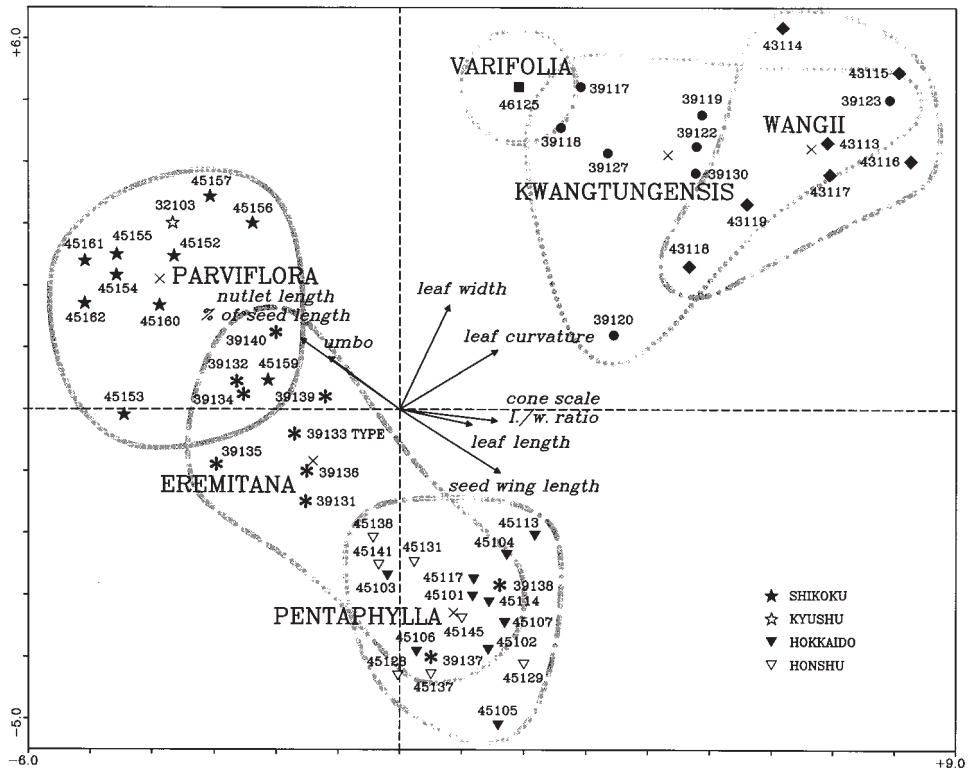 +6.0
43114
VARIFOLIA
43115
46125
39117
39123
39119
WANGII
39118
39122
43113
39127
43116
39130
43117
KWANGTUNGENSIS
43119
45157
32103
45156
45161
45155
45152
43118
PARVIFLORA
45154
nutlet length
leaf width
45162
45160
% of seed length
39120
39140
umbo
leaf curvature
39132
45159
39134
39139
cone scale
45153
l./w. ratio
39133 TYPE
leaf length
39135
39136
EREMITANA
seed wing length
39131
45138
45113
45141
45131
45104
45103
45117
39138
45101
45114
PENTAPHYLLA
45107
45145
45106
45102
45128
39137
45129
45137
45105
SHIKOKU
KYUSHU
HOKKAIDO
HONSHU
-5.0
-6.0
+9.0